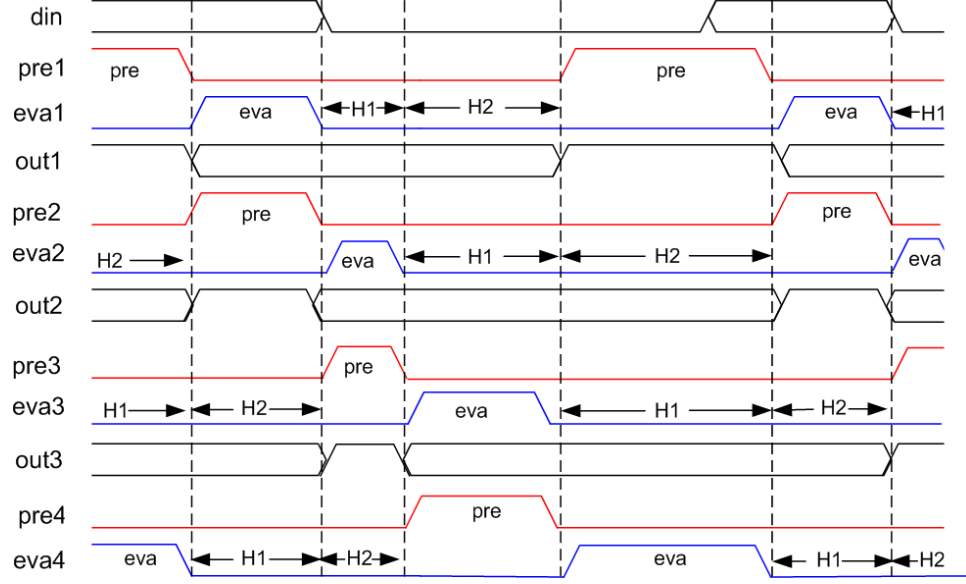 din
pre1 pre pre
eva1 eva H1 H2 eva H1
out1
pre2 pre pre
eva2 H2 eva H1 H2 eva
out2
pre3 pre
eva3 H1 H2 eva H1 H2
out3
pre4 pre
eva4 eva H1 H2 eva H1 H2